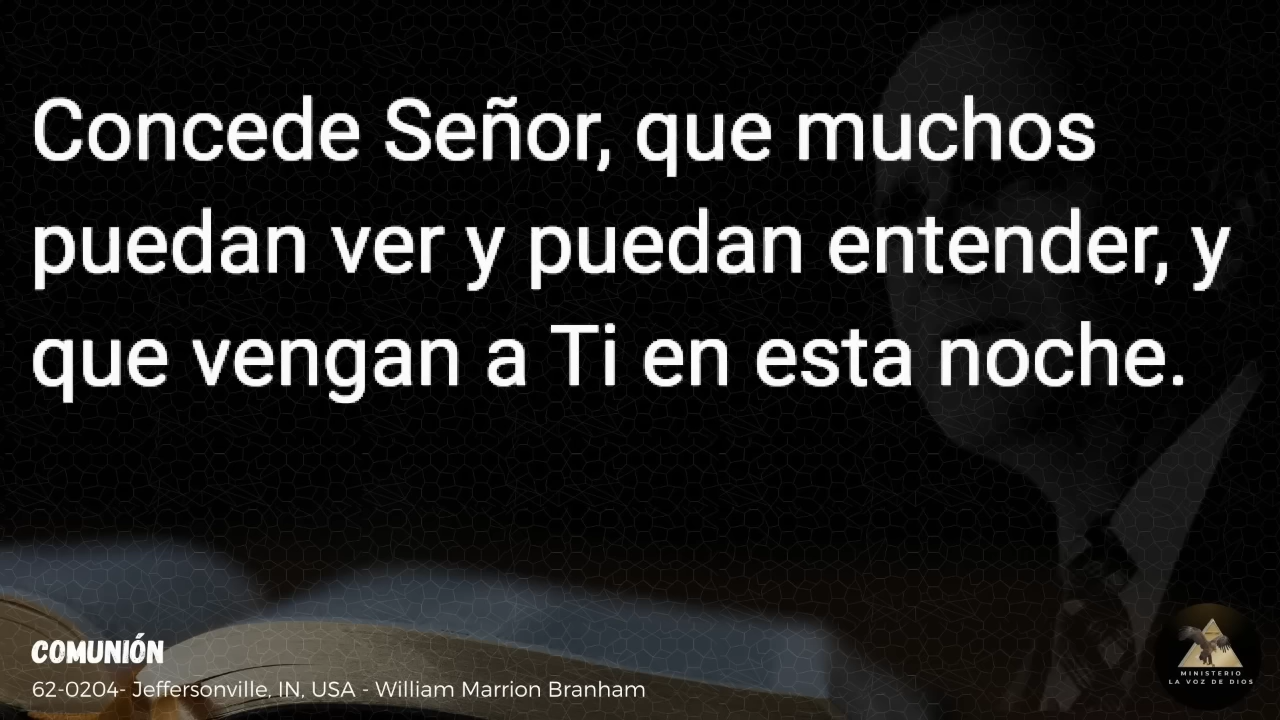 Concede Señor, que muchos
puedan ver y puedan entender, y
que vengan a Ti en esta noche.
COMUNIÓN
62-0204- Jeffersonville, IN, USA - William Marrion Branham
MINISTERIO
LA VOZ DE DIOS